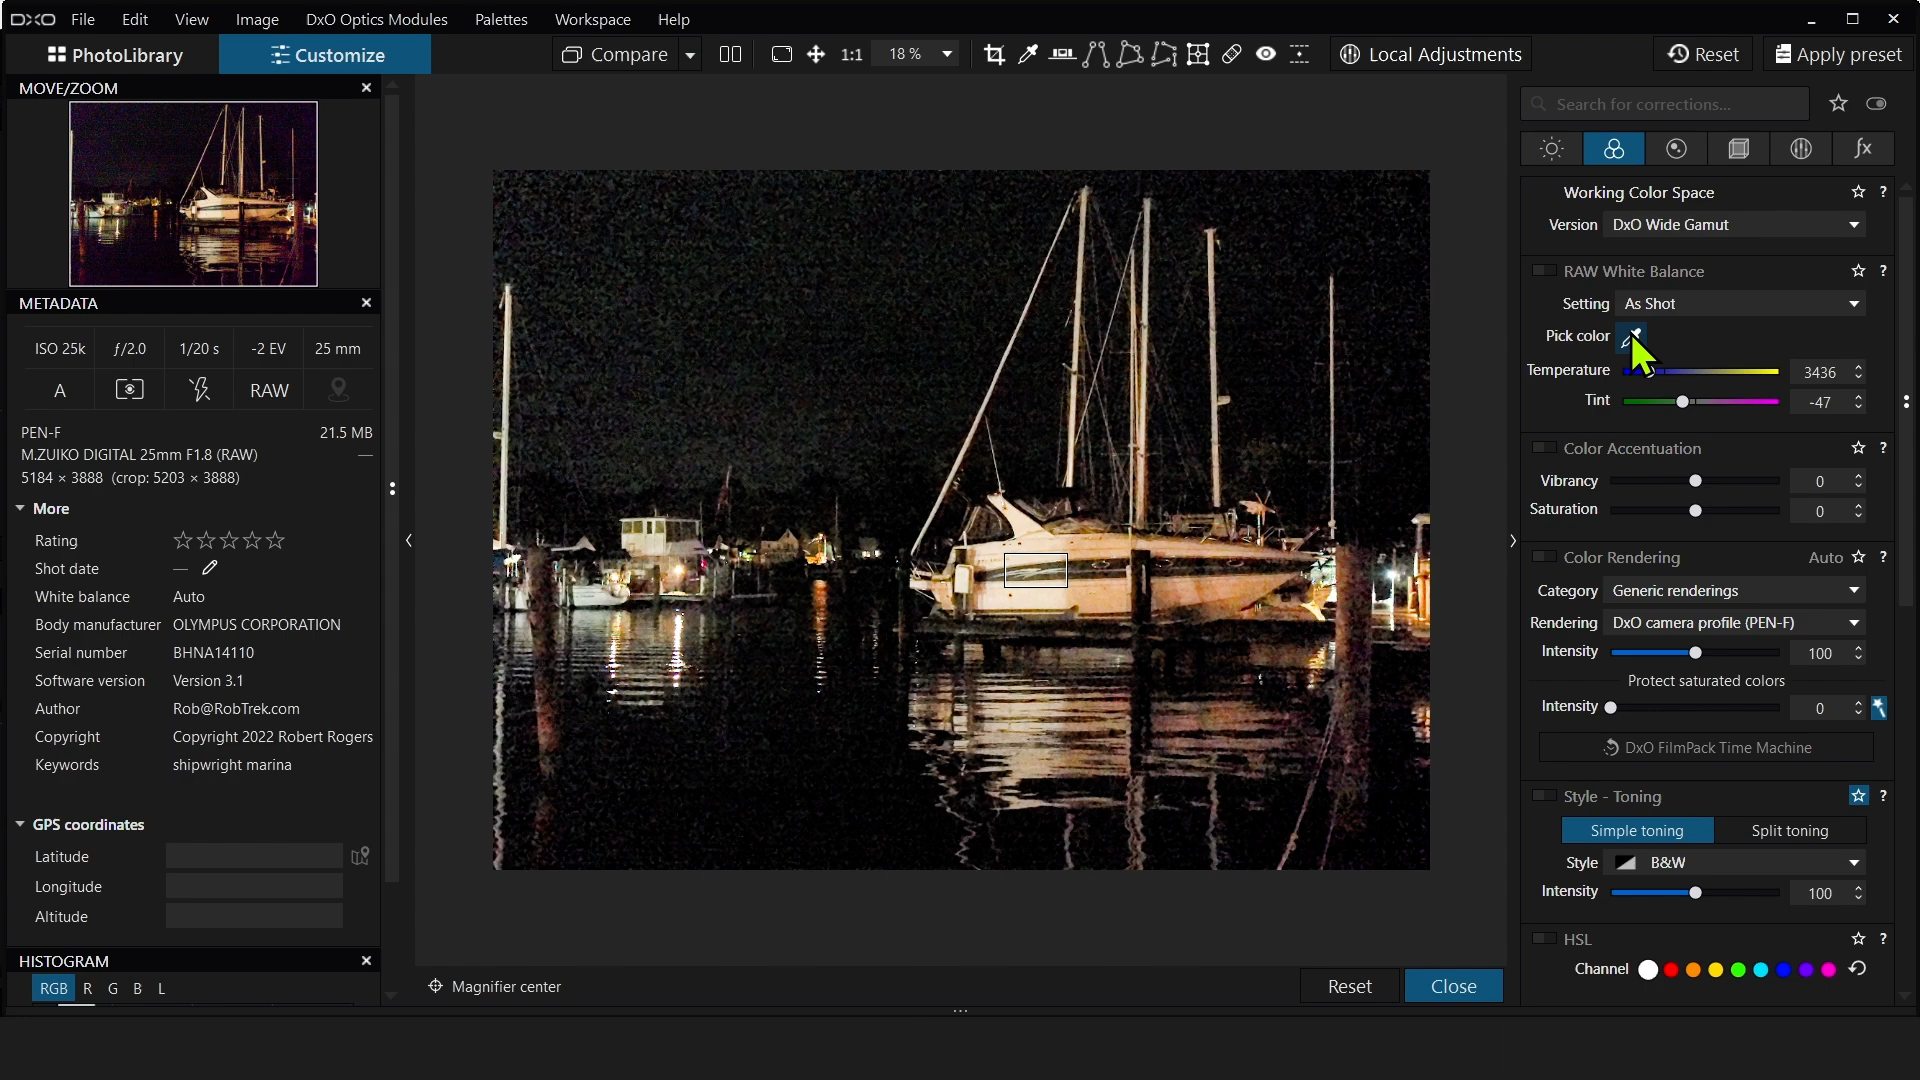 DXO File Edit View Image DxO Optics Modules Palettes Workspace Help
PhotoLibrary Customize Compare 1:1 18 % Local Adjustments Reset Apply preset
MOVE/ZOOM
METADATA
ISO 25k ƒ/2.0 1/20 s -2 EV 25 mm
A RAW
PEN-F 21.5 MB
M.ZUIKO DIGITAL 25mm F1.8 (RAW) —
5184 × 3888 (crop: 5203 × 3888)
More
Rating
Shot date —
White balance Auto
Body manufacturer OLYMPUS CORPORATION
Serial number BHNA14110
Software version Version 3.1
Author Rob@RobTrek.com
Copyright Copyright 2022 Robert Rogers
Keywords shipwright marina
GPS coordinates
Latitude
Longitude
Altitude
HISTOGRAM
RGB R G B L
Magnifier center Reset Close
Search for corrections...
fx
Working Color Space ?
Version DxO Wide Gamut
RAW White Balance ?
Setting As Shot
Pick color
Temperature 3436
Tint -47
Color Accentuation ?
Vibrancy 0
Saturation 0
Color Rendering Auto ?
Category Generic renderings
Rendering DxO camera profile (PEN-F)
Intensity 100
Protect saturated colors
Intensity 0
DxO FilmPack Time Machine
Style - Toning ?
Simple toning Split toning
Style B&W
Intensity 100
HSL ?
Channel